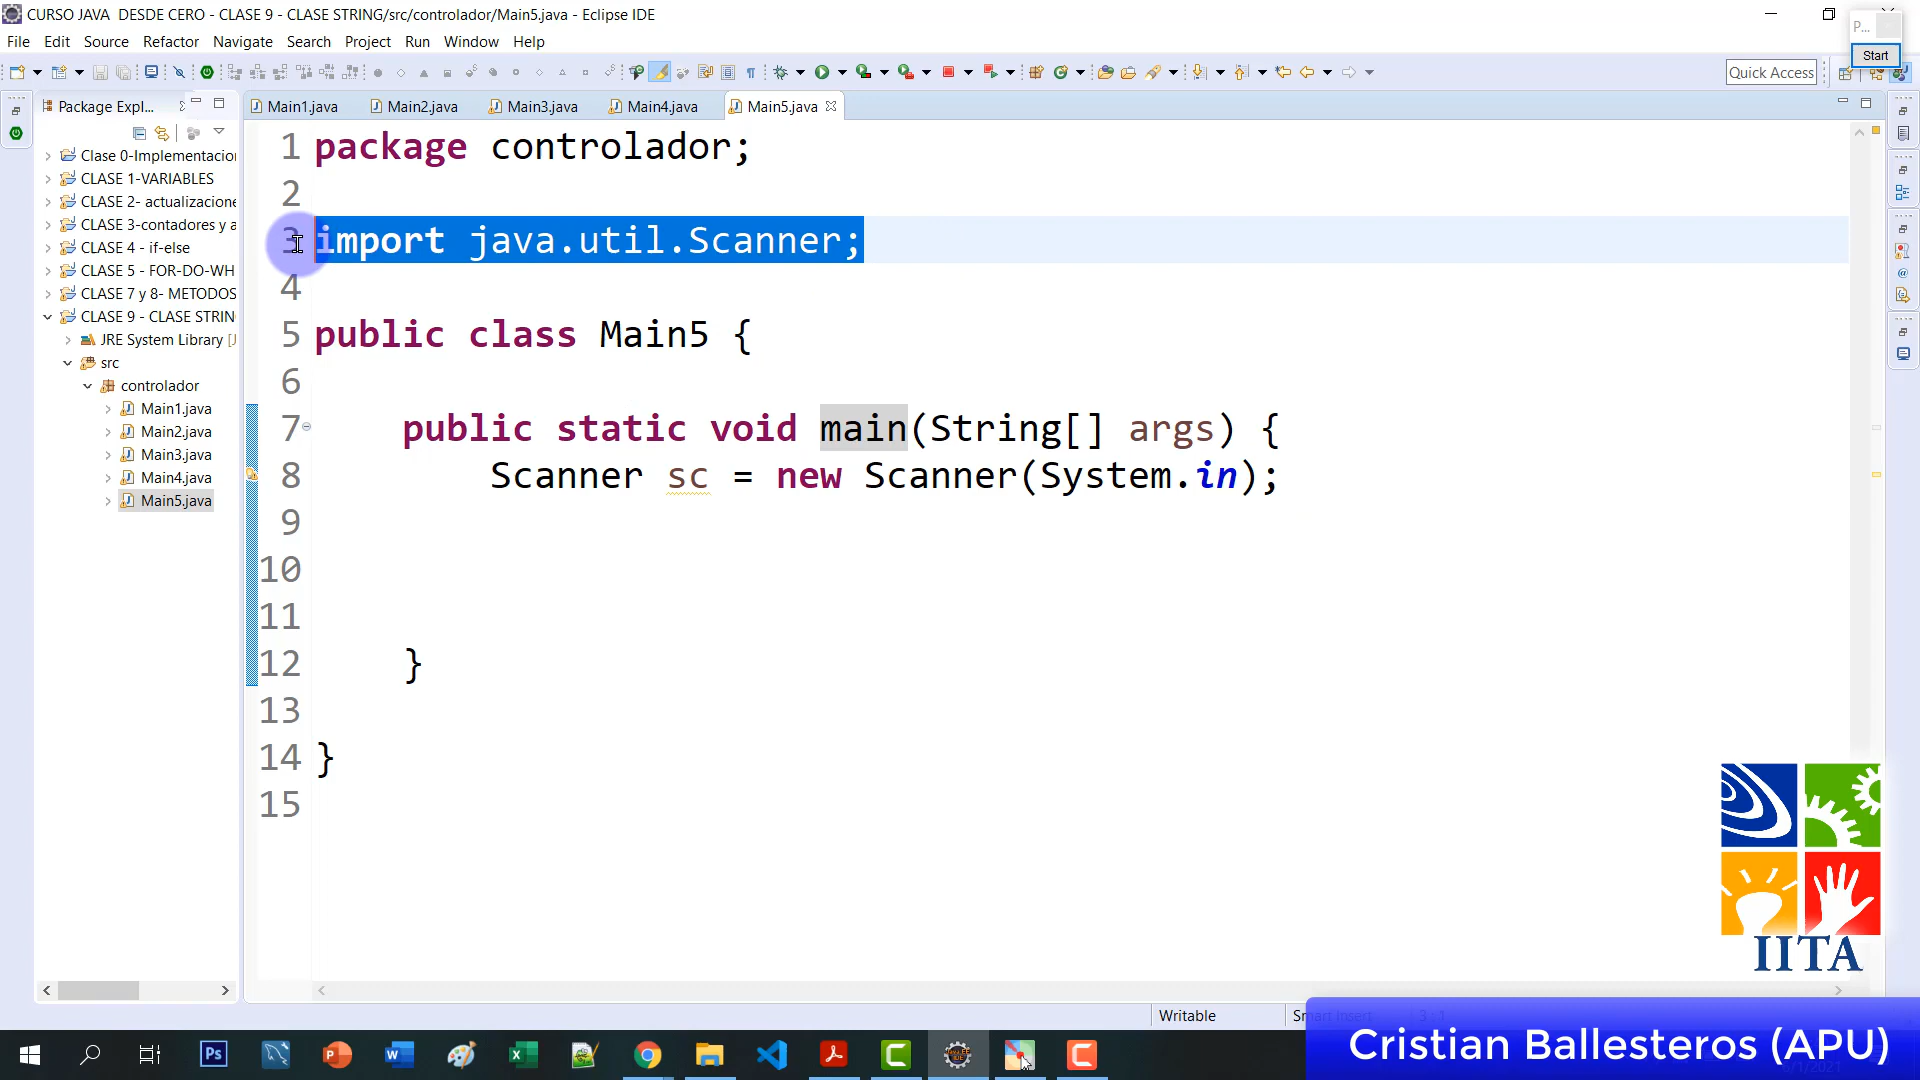 CURSO JAVA  DESDE CERO - CLASE 9 - CLASE STRING/src/controlador/Main5.java - Eclipse IDE
P...
Start
File Edit Source Refactor Navigate Search Project Run Window Help
Quick Access
Package Expl...
Main1.java Main2.java Main3.java Main4.java Main5.java
Clase 0-Implementacion
CLASE 1-VARIABLES
CLASE 2- actualizacione
CLASE 3-contadores y a
CLASE 4 - if-else
CLASE 5 - FOR-DO-WH
CLASE 7 y 8- METODOS
CLASE 9 - CLASE STRIN
JRE System Library [J
src
controlador
Main1.java
Main2.java
Main3.java
Main4.java
Main5.java
1 package controlador;
2
3 import java.util.Scanner;
4
5 public class Main5 {
6
7 public static void main(String[] args) {
8 Scanner sc = new Scanner(System.in);
9
10
11
12 }
13
14 }
15
IITA
Writable
Cristian Ballesteros (APU)